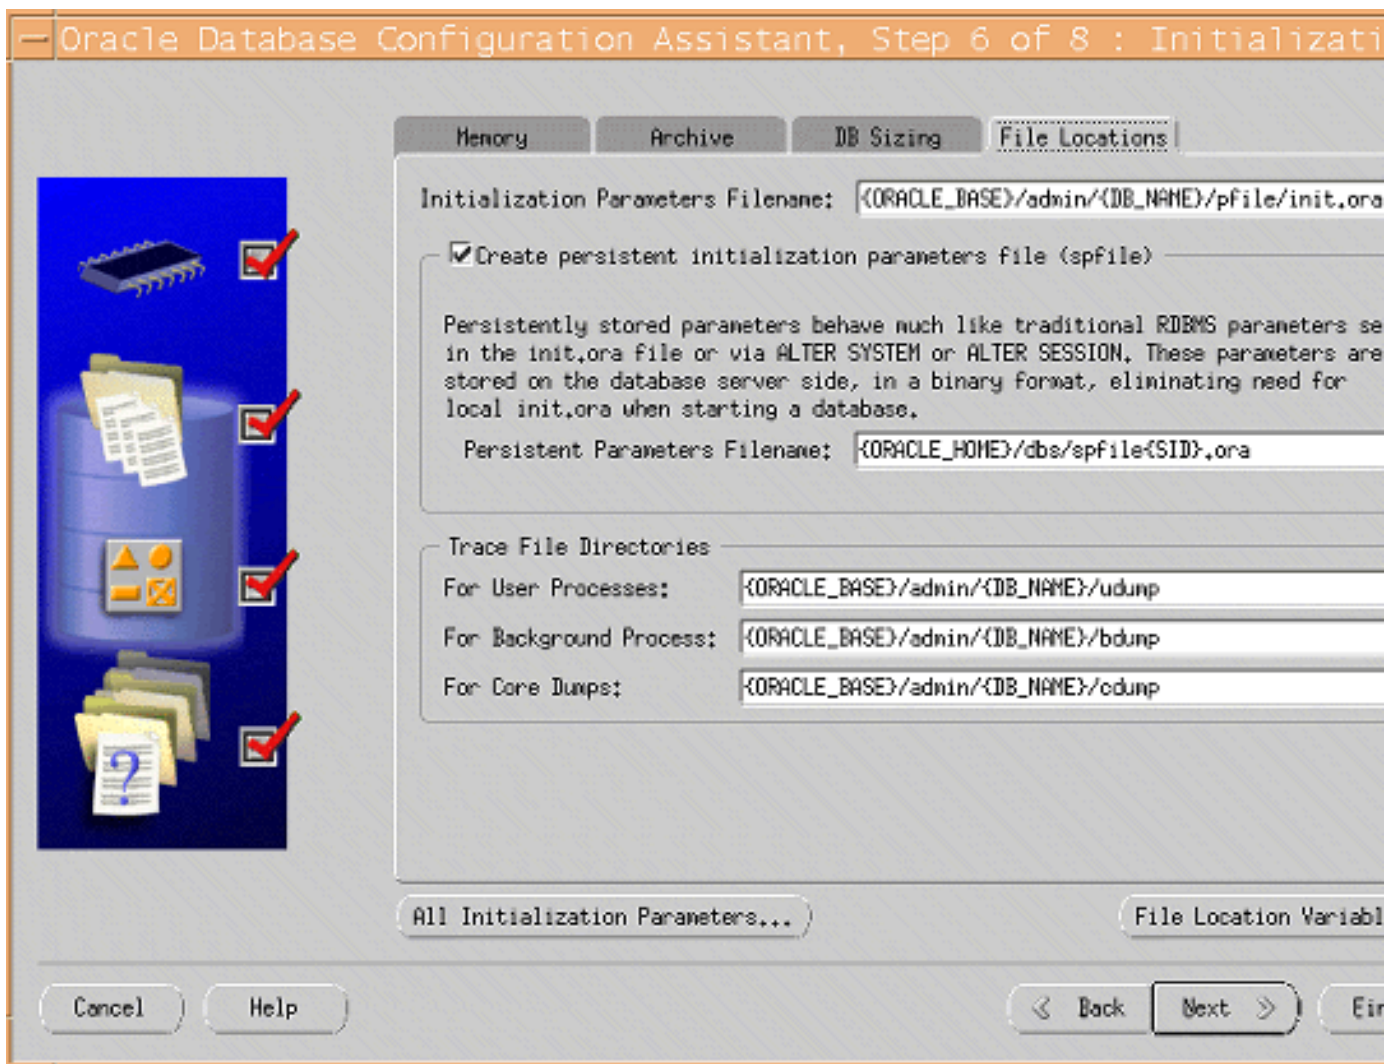 Oracle Database Configuration Assistant, Step 6 of 8 : Initializati
Memory
Archive
DB Sizing
File Locations
Initialization Parameters Filename: {ORACLE_BASE}/admin/{DB_NAME}/pfile/init.ora
Create persistent initialization parameters file (spfile)
Persistently stored parameters behave much like traditional RDBMS parameters se
in the init.ora file or via ALTER SYSTEM or ALTER SESSION. These parameters are
stored on the database server side, in a binary format, eliminating need for
local init.ora when starting a database.
Persistent Parameters Filename: {ORACLE_HOME}/dbs/spfile{SID}.ora
Trace File Directories
For User Processes: {ORACLE_BASE}/admin/{DB_NAME}/udump
For Background Process: {ORACLE_BASE}/admin/{DB_NAME}/bdump
For Core Dumps: {ORACLE_BASE}/admin/{DB_NAME}/cdump
?
All Initialization Parameters...
File Location Variabl
Cancel
Help
Back
Next